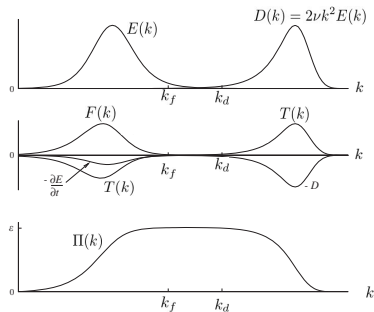 E(k)
D(k) = 2νk²E(k)
0
k_f
k_d
k
F(k)
T(k)
0
k_f
k_d
k
- ∂E/∂t
T(k)
- D
ε
Π(k)
0
k_f
k_d
k